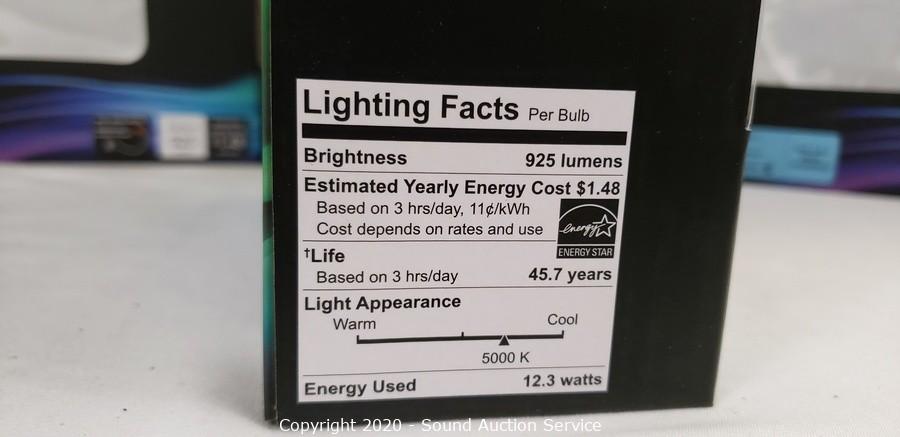 Lighting Facts Per Bulb
Brightness 925 lumens
Estimated Yearly Energy Cost $1.48
Based on 3 hrs/day, 11¢/kWh
Cost depends on rates and use
energy
ENERGY STAR
†Life
Based on 3 hrs/day 45.7 years
Light Appearance
Warm Cool
5000 K
Energy Used 12.3 watts
Copyright 2020 - Sound Auction Service